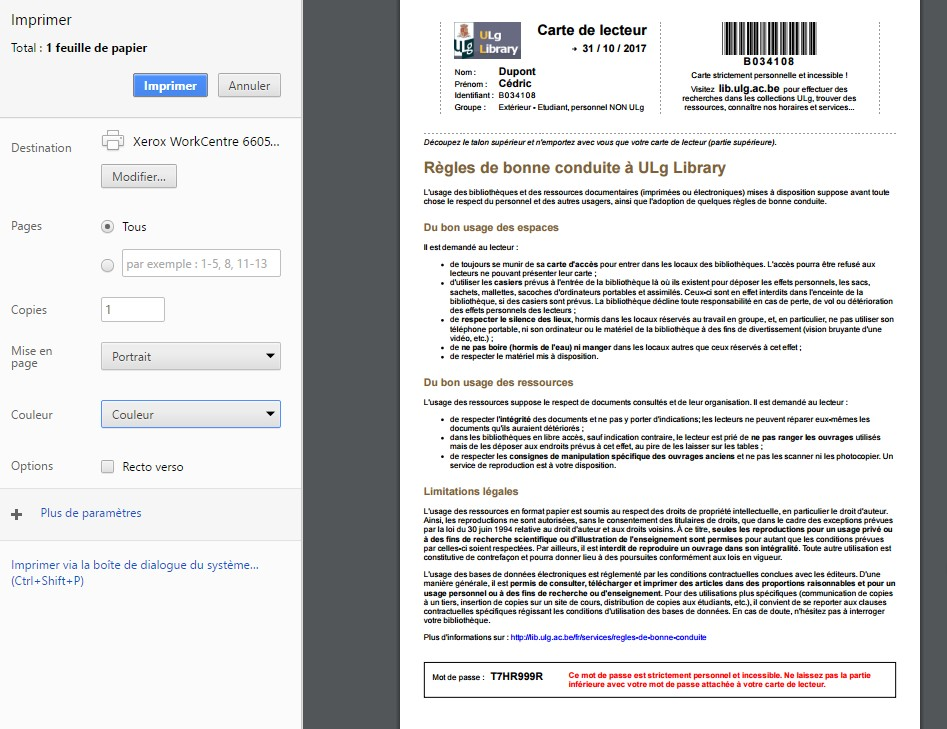 Imprimer
Total : 1 feuille de papier
Imprimer
Annuler
Destination
Xerox WorkCentre 6605...
Modifier...
Pages
Tous
par exemple : 1-5, 8, 11-13
Copies
1
Mise en
page
Portrait
Couleur
Couleur
Options
Recto verso
Plus de paramètres
Imprimer via la boîte de dialogue du système...
(Ctrl+Shift+P)
ULg
ULg
Library
Carte de lecteur
➝ 31 / 10 / 2017
Nom : Dupont
Prénom : Cédric
Identifiant : B034108
Groupe : Extérieur - Etudiant, personnel NON ULg
B034108
Carte strictement personelle et incessible !
Visitez lib.ulg.ac.be pour effectuer des
recherches dans les collections ULg, trouver des
ressources, connaître nos horaires et services...
Découpez le talon supérieur et n'emportez avec vous que votre carte de lecteur (partie supérieure).
Règles de bonne conduite à ULg Library
L'usage des bibliothèques et des ressources documentaires (imprimées ou électroniques) mises à disposition suppose avant toute
chose le respect du personnel et des autres usagers, ainsi que l'adoption de quelques règles de bonne conduite.
Du bon usage des espaces
Il est demandé au lecteur :
• de toujours se munir de sa carte d'accès pour entrer dans les locaux des bibliothèques. L'accès pourra être refusé aux
lecteurs ne pouvant présenter leur carte ;
• d'utiliser les casiers prévus à l'entrée de la bibliothèque là où ils existent pour déposer les effets personnels, les sacs,
sachets, mallettes, sacoches d'ordinateurs portables et assimilés. Ceux-ci sont en effet interdits dans l'enceinte de la
bibliothèque, si des casiers sont prévus. La bibliothèque décline toute responsabilité en cas de perte, de vol ou détérioration
des effets personnels des lecteurs ;
• de respecter le silence des lieux, hormis dans les locaux réservés au travail en groupe, et, en particulier, ne pas utiliser son
téléphone portable, ni son ordinateur ou le matériel de la bibliothèque à des fins de divertissement (vision bruyante d'une
vidéo, etc.) ;
• de ne pas boire (hormis de l'eau) ni manger dans les locaux autres que ceux réservés à cet effet ;
• de respecter le matériel mis à disposition.
Du bon usage des ressources
L'usage des ressources suppose le respect de documents consultés et de leur organisation. Il est demandé au lecteur :
• de respecter l'intégrité des documents et ne pas y porter d'indications; les lecteurs ne peuvent réparer eux-mêmes les
documents qu'ils auraient détériorés ;
• dans les bibliothèques en libre accès, sauf indication contraire, le lecteur est prié de ne pas ranger les ouvrages utilisés
mais de les déposer aux endroits prévus à cet effet, au pire de les laisser sur les tables ;
• de respecter les consignes de manipulation spécifique des ouvrages anciens et ne pas les scanner ni les photocopier. Un
service de reproduction est à votre disposition.
Limitations légales
L'usage des ressources en format papier est soumis au respect des droits de propriété intellectuelle, en particulier le droit d'auteur.
Ainsi, les reproductions ne sont autorisées, sans le consentement des titulaires de droits, que dans le cadre des exceptions prévues
par la loi du 30 juin 1994 relative au droit d'auteur et aux droits voisins. À ce titre, seules les reproductions pour un usage privé ou
à des fins de recherche scientifique ou d'illustration de l'enseignement sont permises pour autant que les conditions prévues
par celles-ci soient respectées. Par ailleurs, il est interdit de reproduire un ouvrage dans son intégralité. Toute autre utilisation est
constitutive de contrefaçon et pourra donner lieu à des poursuites conformément aux lois en vigueur.
L'usage des bases de données électroniques est réglementé par les conditions contractuelles conclues avec les éditeurs. D'une
manière générale, il est permis de consulter, télécharger et imprimer des articles dans des proportions raisonnables et pour un
usage personnel ou à des fins de recherche ou d'enseignement. Pour des utilisations plus spécifiques (communication de copies
à un tiers, insertion de copies sur un site de cours, distribution de copies aux étudiants, etc.), il convient de se reporter aux clauses
contractuelles spécifiques régissant les conditions d'utilisation des bases de données. En cas de doute, n'hésitez pas à interroger
votre bibliothèque.
Plus d'informations sur : http://lib.ulg.ac.be/fr/services/regles-de-bonne-conduite
Mot de passe : T7HR999R
Ce mot de passe est strictement personnel et incessible. Ne laissez pas la partie
inférieure avec votre mot de passe attachée à votre carte de lecteur.